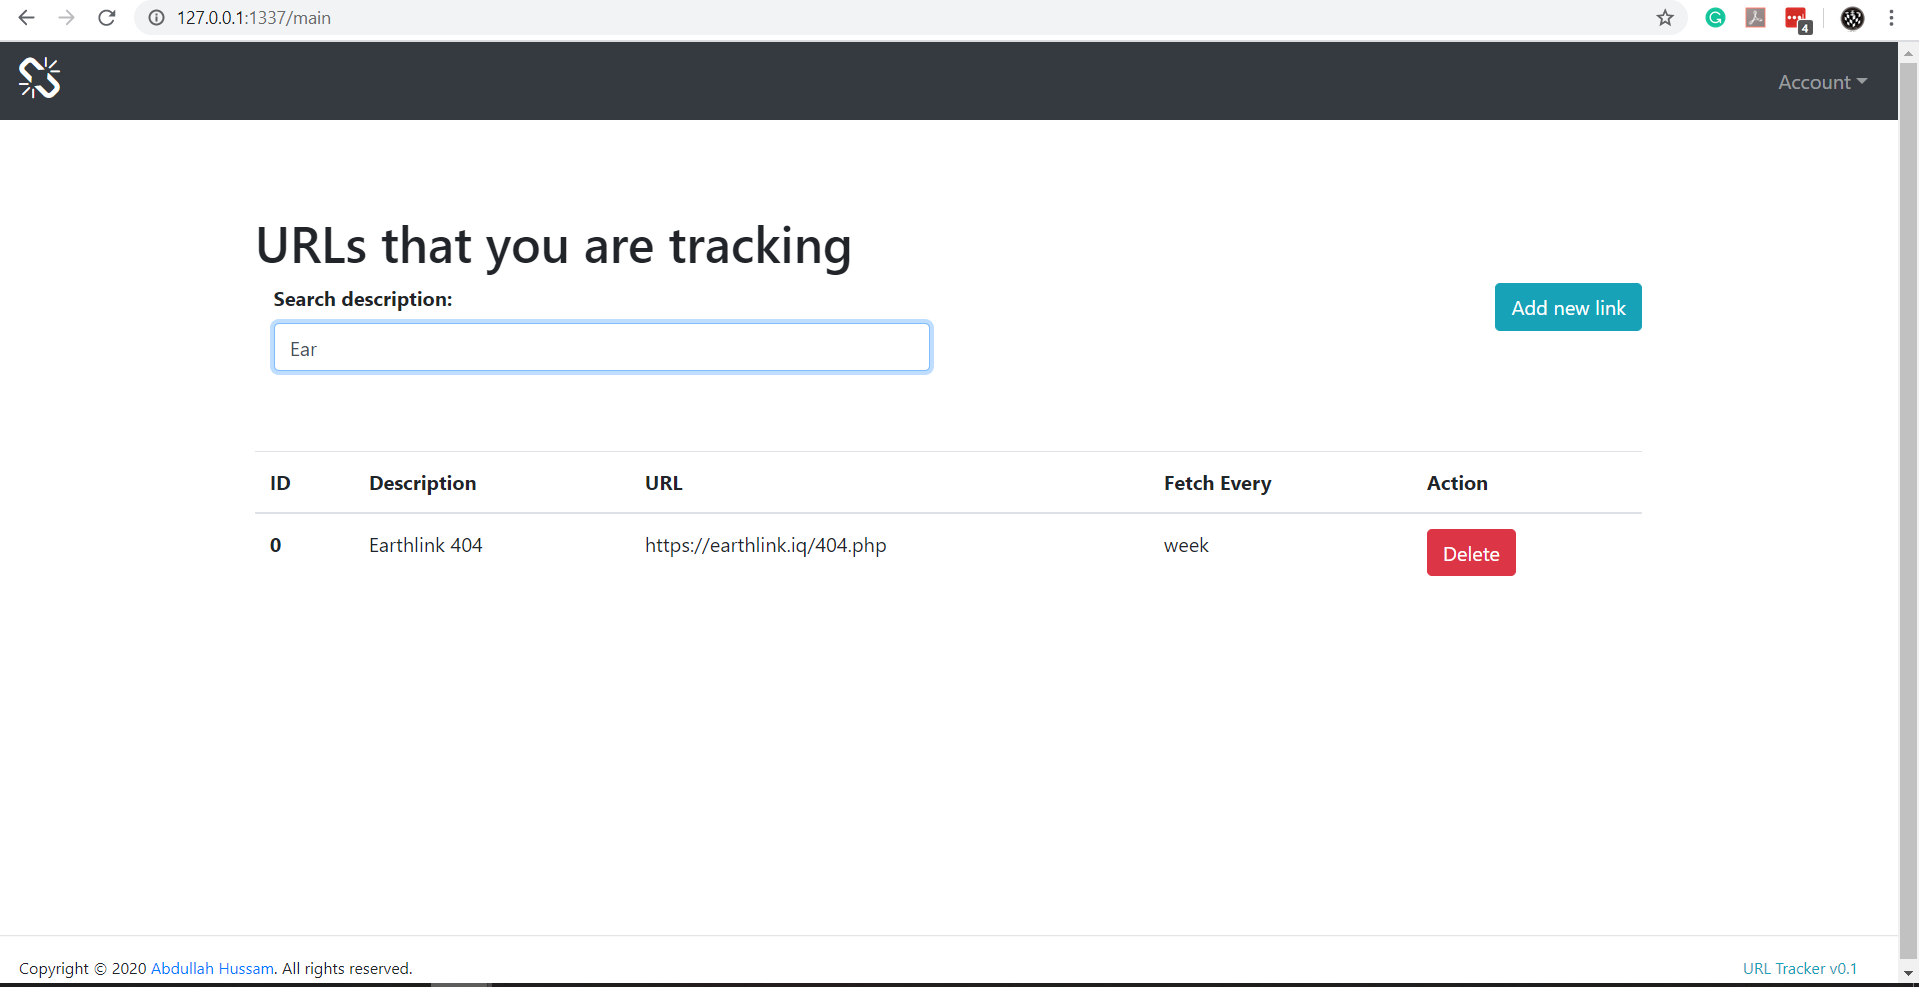 127.0.0.1:1337/main
4
Account
URLs that you are tracking
Search description:
Add new link
Ear
ID Description URL Fetch Every Action
0 Earthlink 404 https://earthlink.iq/404.php week Delete
Copyright © 2020 Abdullah Hussam. All rights reserved. URL Tracker v0.1